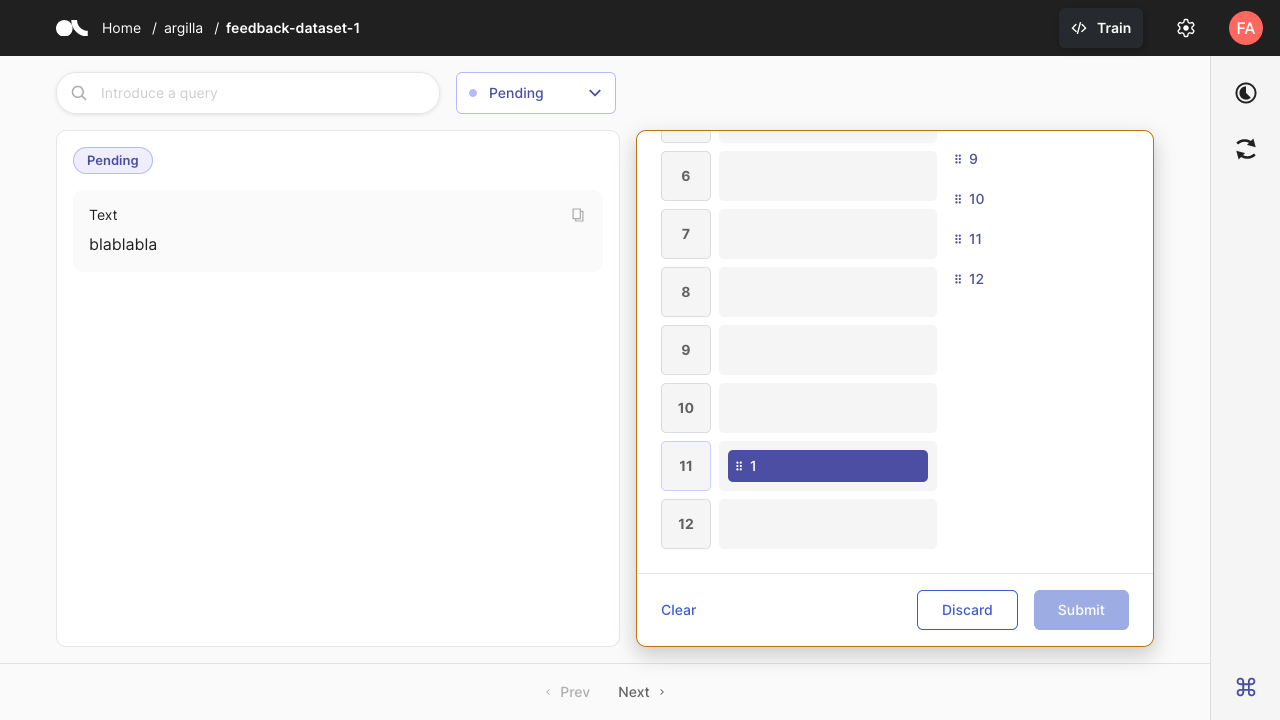 Home / argilla / feedback-dataset-1
Train
FA
Introduce a query
Pending
Pending
Text
blablabla
6
7
8
9
10
11
1
12
9
10
11
12
Clear
Discard
Submit
Prev
Next